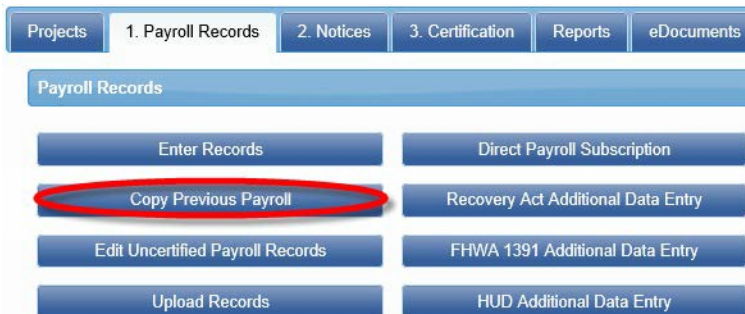 Projects 1. Payroll Records 2. Notices 3. Certification Reports eDocuments
Payroll Records
Enter Records Direct Payroll Subscription
Copy Previous Payroll Recovery Act Additional Data Entry
Edit Uncertified Payroll Records FHWA 1391 Additional Data Entry
Upload Records HUD Additional Data Entry